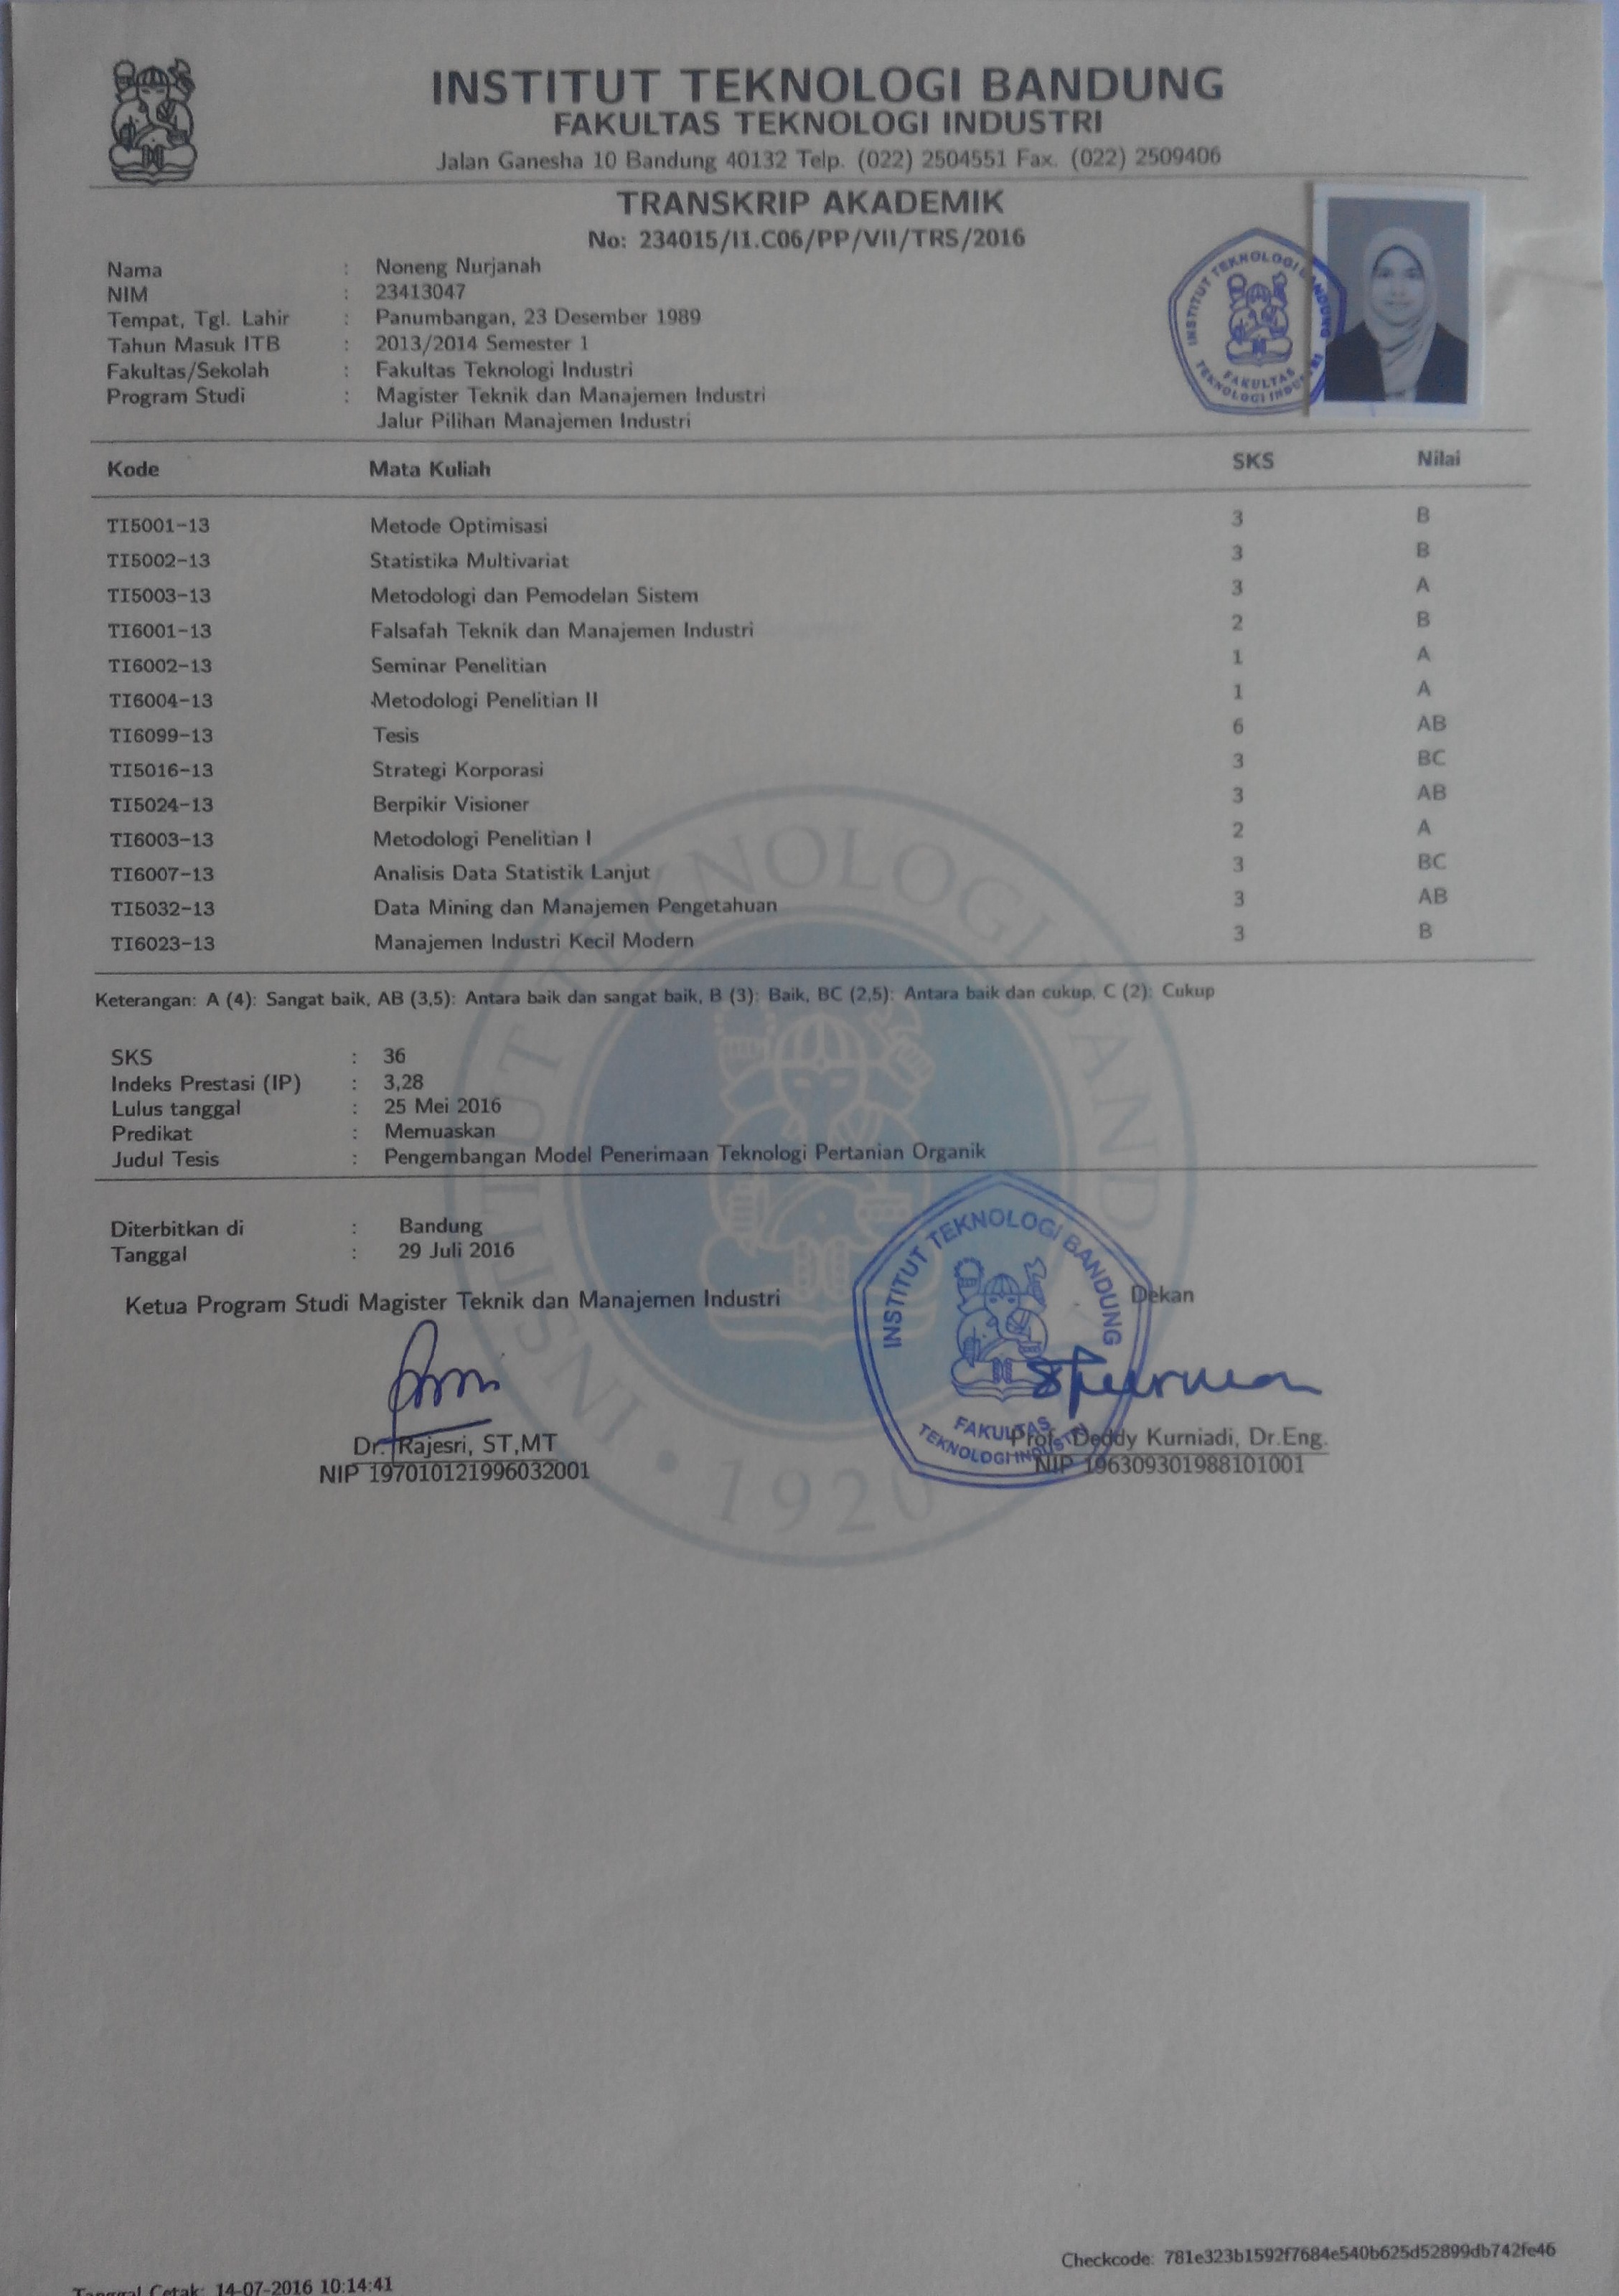 INSTITUT TEKNOLOGI BANDUNG
FAKULTAS TEKNOLOGI INDUSTRI
Jalan Ganesha 10 Bandung 40132 Telp. (022) 2504551 Fax. (022) 2509406
TRANSKRIP AKADEMIK
No: 234015/I1.C06/PP/VII/TRS/2016
Nama : Noneng Nurjanah
NIM : 23413047
Tempat, Tgl. Lahir : Panumbangan, 23 Desember 1989
Tahun Masuk ITB : 2013/2014 Semester 1
Fakultas/Sekolah : Fakultas Teknologi Industri
Program Studi : Magister Teknik dan Manajemen Industri
Jalur Pilihan Manajemen Industri
INSTITUT TEKNOLOGI BANDUNG
FAKULTAS
TEKNOLOGI INDUSTRI
Kode Mata Kuliah SKS Nilai
TI5001-13 Metode Optimisasi 3 B
TI5002-13 Statistika Multivariat 3 B
TI5003-13 Metodologi dan Pemodelan Sistem 3 A
TI6001-13 Falsafah Teknik dan Manajemen Industri 2 B
TI6002-13 Seminar Penelitian 1 A
TI6004-13 Metodologi Penelitian II 1 A
TI6099-13 Tesis 6 AB
TI5016-13 Strategi Korporasi 3 BC
TI5024-13 Berpikir Visioner 3 AB
TI6003-13 Metodologi Penelitian I 2 A
TI6007-13 Analisis Data Statistik Lanjut 3 BC
TI5032-13 Data Mining dan Manajemen Pengetahuan 3 AB
TI6023-13 Manajemen Industri Kecil Modern 3 B
Keterangan: A (4): Sangat baik, AB (3,5): Antara baik dan sangat baik, B (3): Baik, BC (2,5): Antara baik dan cukup, C (2): Cukup
SKS : 36
Indeks Prestasi (IP) : 3,28
Lulus tanggal : 25 Mei 2016
Predikat : Memuaskan
Judul Tesis : Pengembangan Model Penerimaan Teknologi Pertanian Organik
INSTITUT TEKNOLOGI BANDUNG
1920
Diterbitkan di : Bandung
Tanggal : 29 Juli 2016
Ketua Program Studi Magister Teknik dan Manajemen Industri
Dekan
INSTITUT TEKNOLOGI BANDUNG
FAKULTAS
TEKNOLOGI INDUSTRI
Dr. Rajesri, ST,MT
NIP 197010121996032001
Prof. Deddy Kurniadi, Dr.Eng.
NIP 196309301988101001
Checkcode: 781e323b1592f7684e540b625d52899db742fe46
Tanggal Cetak: 14-07-2016 10:14:41